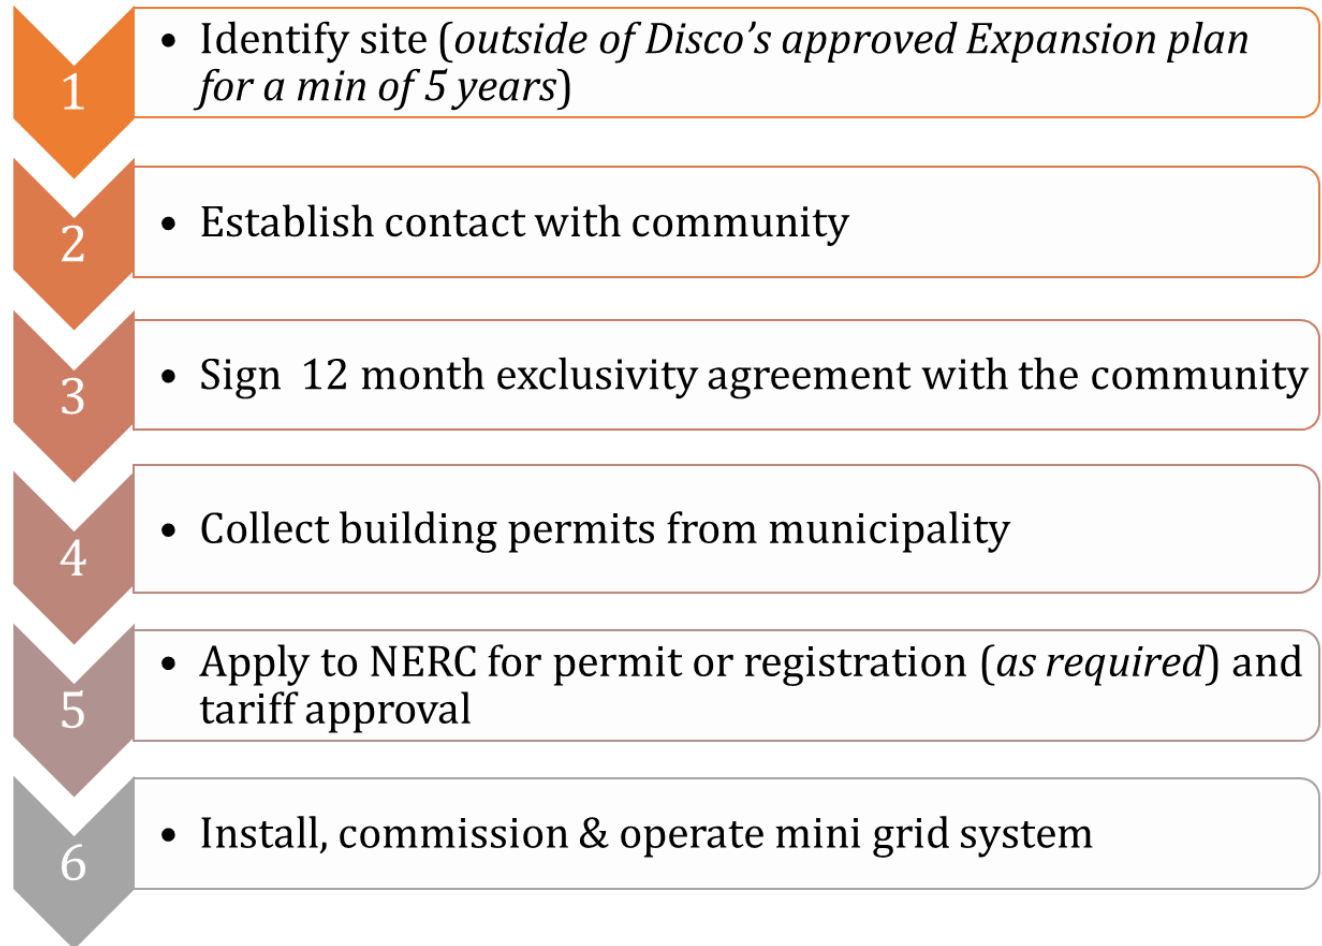 1
• Identify site (outside of Disco's approved Expansion plan
for a min of 5 years)
2
• Establish contact with community
3
• Sign  12 month exclusivity agreement with the community
4
• Collect building permits from municipality
5
• Apply to NERC for permit or registration (as required) and
tariff approval
6
• Install, commission & operate mini grid system